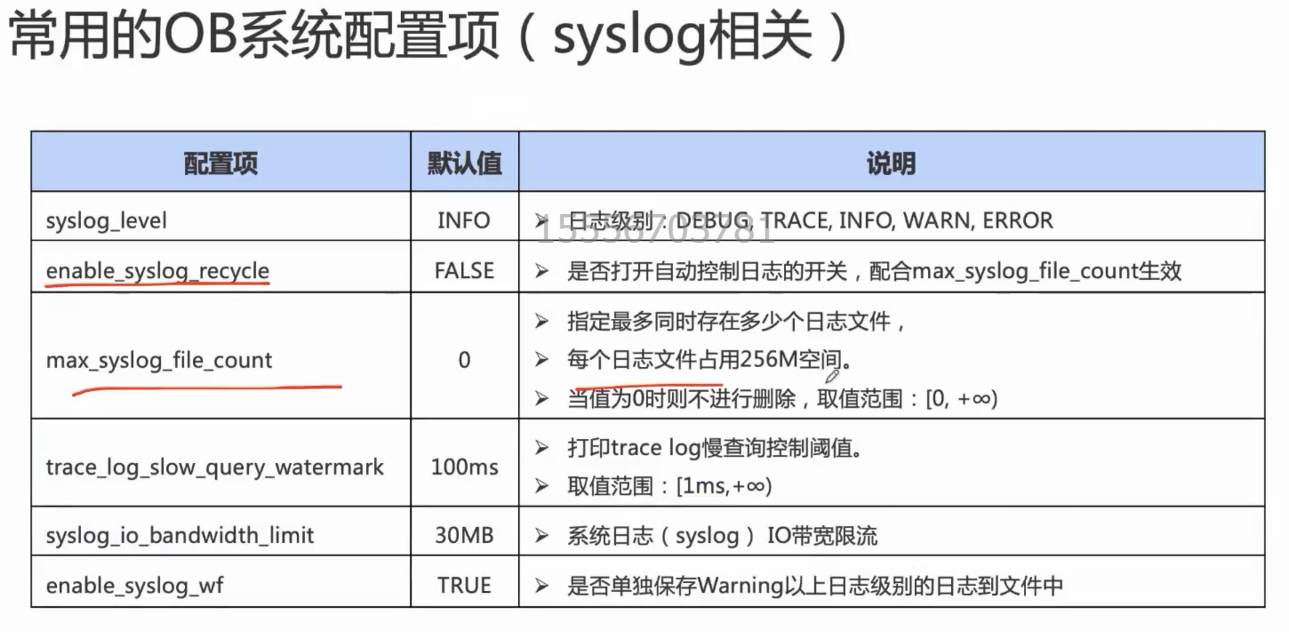 常用的OB系统配置项（syslog相关）
配置项 默认值 说明
syslog_level INFO ➢ 日志级别：DEBUG, TRACE, INFO, WARN, ERROR
15556703781
enable_syslog_recycle FALSE ➢ 是否打开自动控制日志的开关，配合max_syslog_file_count生效
➢ 指定最多同时存在多少个日志文件，
max_syslog_file_count 0 ➢ 每个日志文件占用256M空间。
➢ 当值为0时则不进行删除，取值范围：[0, +∞)
➢ 打印trace log慢查询控制阈值。
trace_log_slow_query_watermark 100ms
➢ 取值范围：[1ms,+∞)
syslog_io_bandwidth_limit 30MB ➢ 系统日志（syslog） IO带宽限流
enable_syslog_wf TRUE ➢ 是否单独保存Warning以上日志级别的日志到文件中